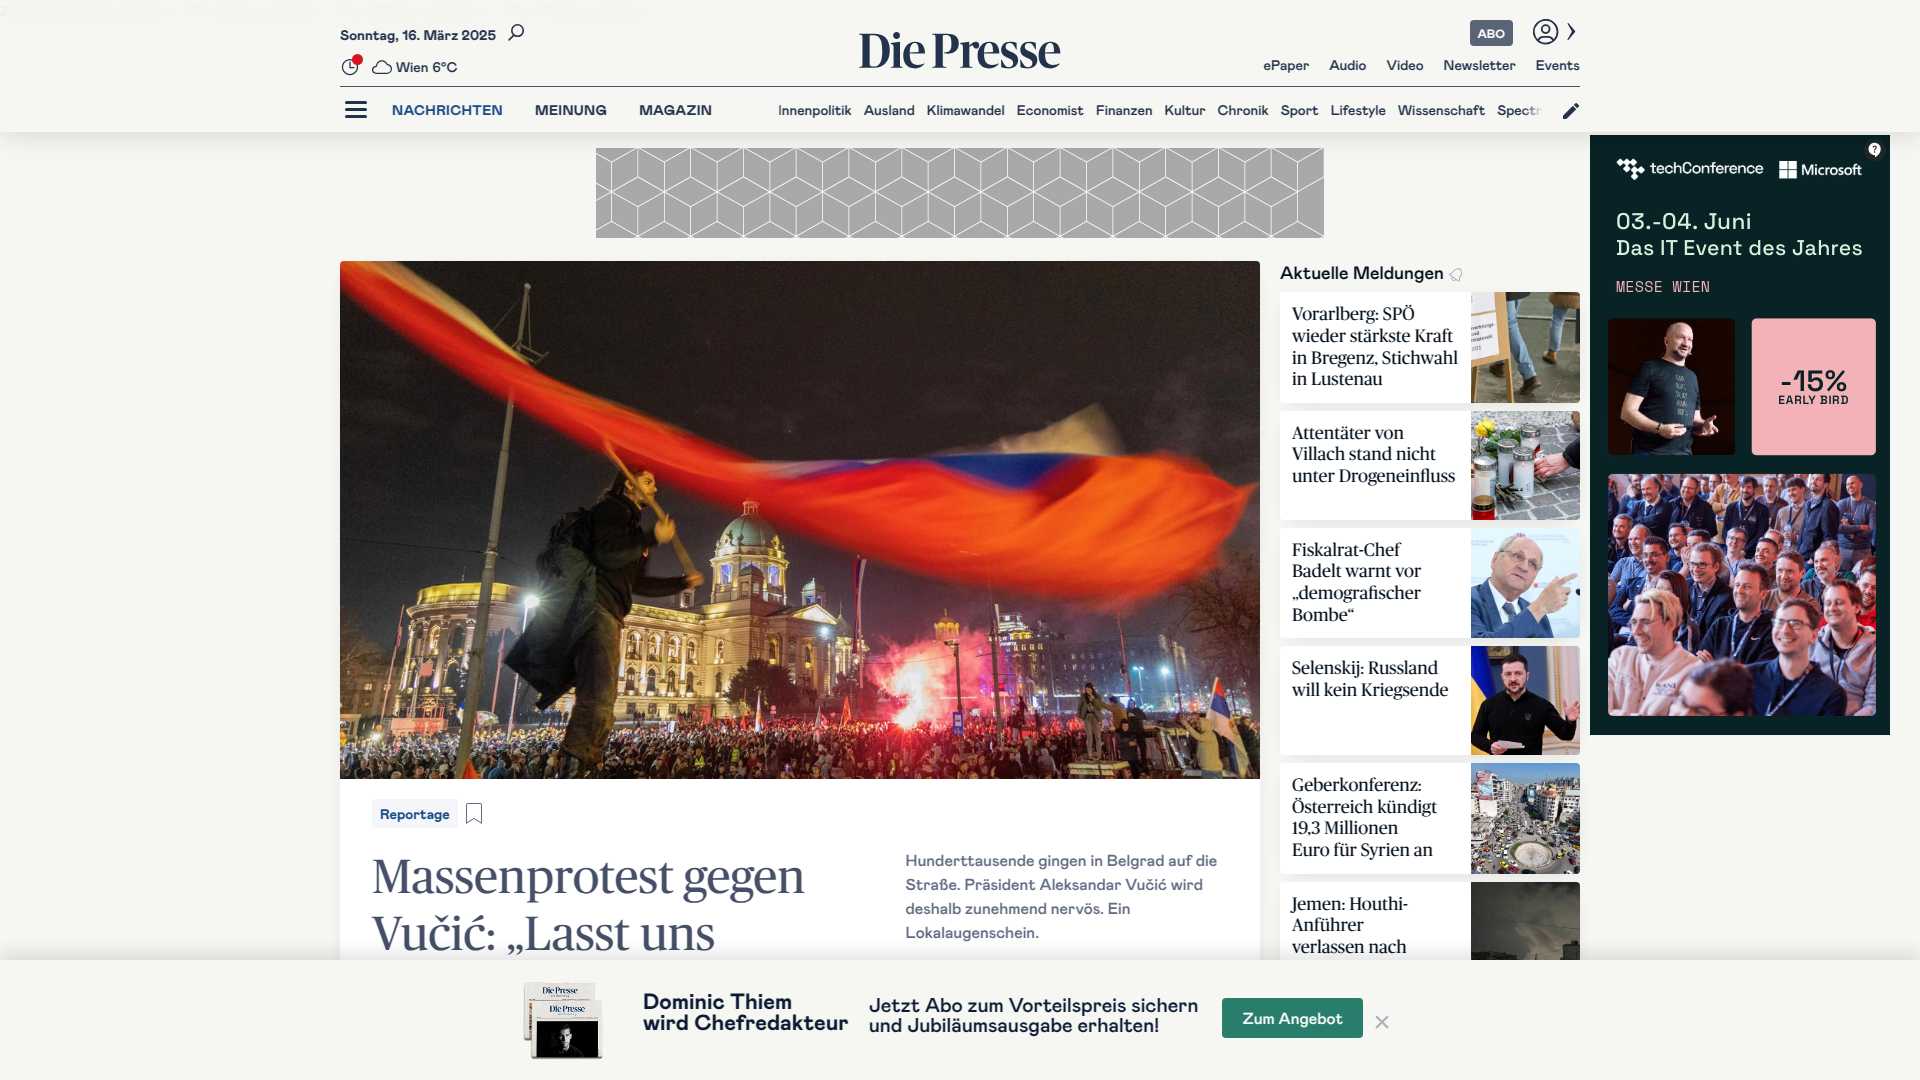 Sonntag, 16. März 2025
Die Presse
ABO
Wien 6°C
ePaper Audio Video Newsletter Events
NACHRICHTEN MEINUNG MAGAZIN
Innenpolitik Ausland Klimawandel Economist Finanzen Kultur Chronik Sport Lifestyle Wissenschaft Spectr
techConference Microsoft
03.-04. Juni
Das IT Event des Jahres
MESSE WIEN
-15%
EARLY BIRD
Aktuelle Meldungen
Vorarlberg: SPÖ
wieder stärkste Kraft
in Bregenz, Stichwahl
in Lustenau
Attentäter von
Villach stand nicht
unter Drogeneinfluss
Fiskalrat-Chef
Badelt warnt vor
„demografischer
Bombe“
Selenskij: Russland
will kein Kriegsende
Geberkonferenz:
Österreich kündigt
19,3 Millionen
Euro für Syrien an
Jemen: Houthi-
Anführer
verlassen nach
Reportage
Massenprotest gegen
Vučić: „Lasst uns
Hunderttausende gingen in Belgrad auf die
Straße. Präsident Aleksandar Vučić wird
deshalb zunehmend nervös. Ein
Lokalaugenschein.
Die Presse
Die Presse
Dominic Thiem
wird Chefredakteur
Jetzt Abo zum Vorteilspreis sichern
und Jubiläumsausgabe erhalten!
Zum Angebot